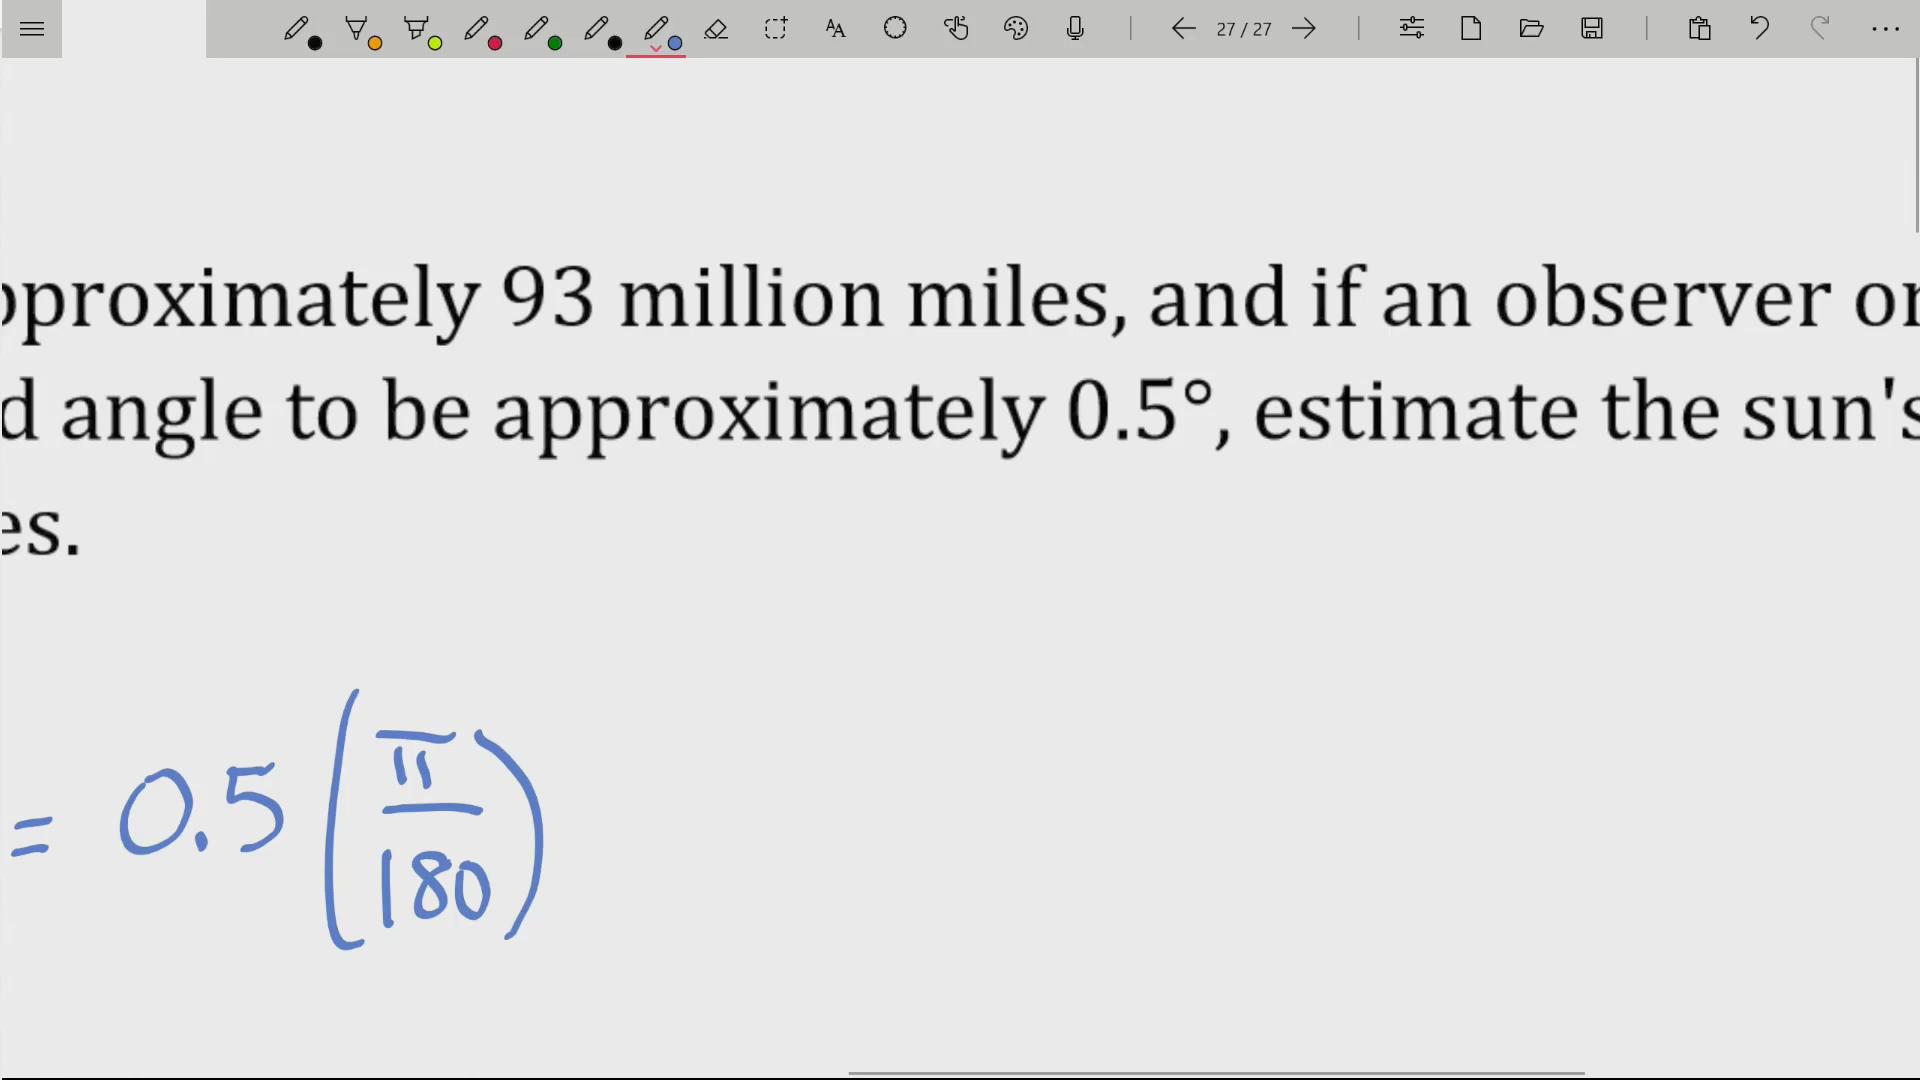 27 / 27
pproximately 93 million miles, and if an observer or
d angle to be approximately 0.5°, estimate the sun's
es.
= 0.5 (π/180)